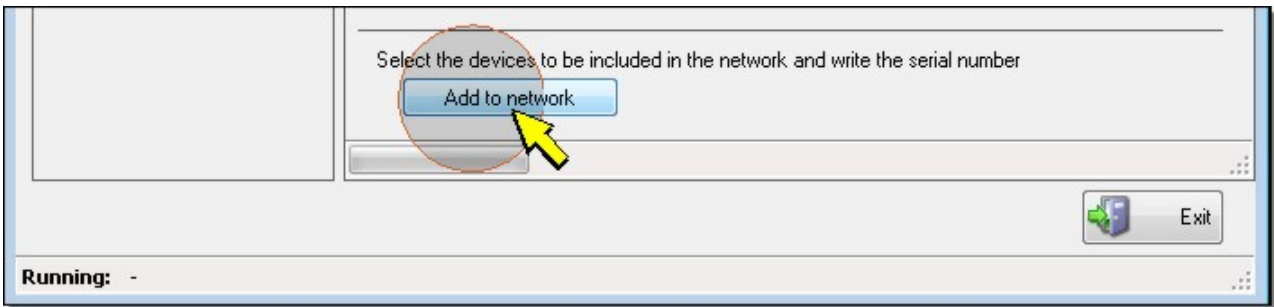 Select the devices to be included in the network and write the serial number
Add to network
Exit
Running: -